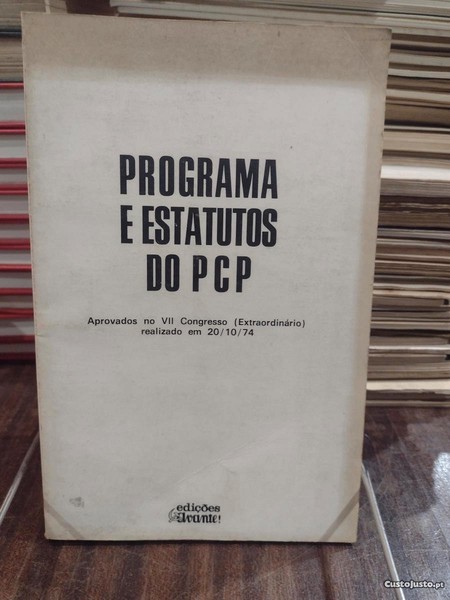 PROGRAMA
E ESTATUTOS
DO PCP
Aprovados no VII Congresso (Extraordinário)
realizado em 20/10/74
edições
Avante!
CustoJusto.pt